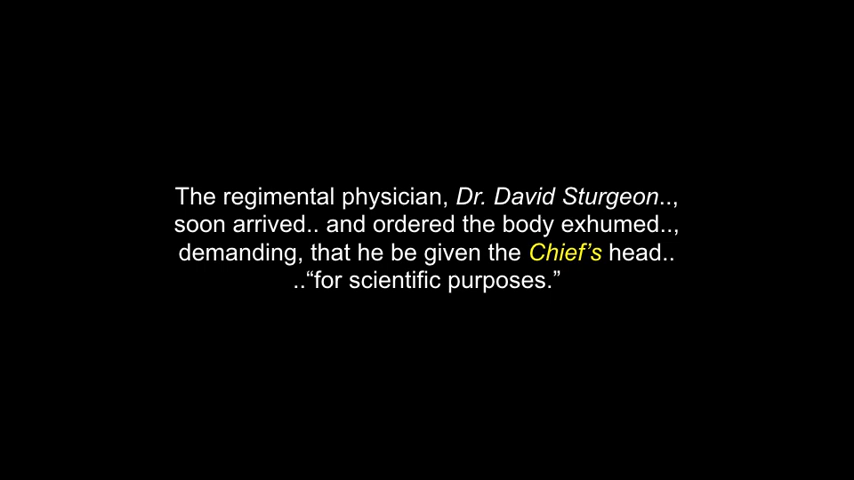 The regimental physician, Dr. David Sturgeon..,
soon arrived.. and ordered the body exhumed..,
demanding, that he be given the Chief’s head..
..“for scientific purposes.”